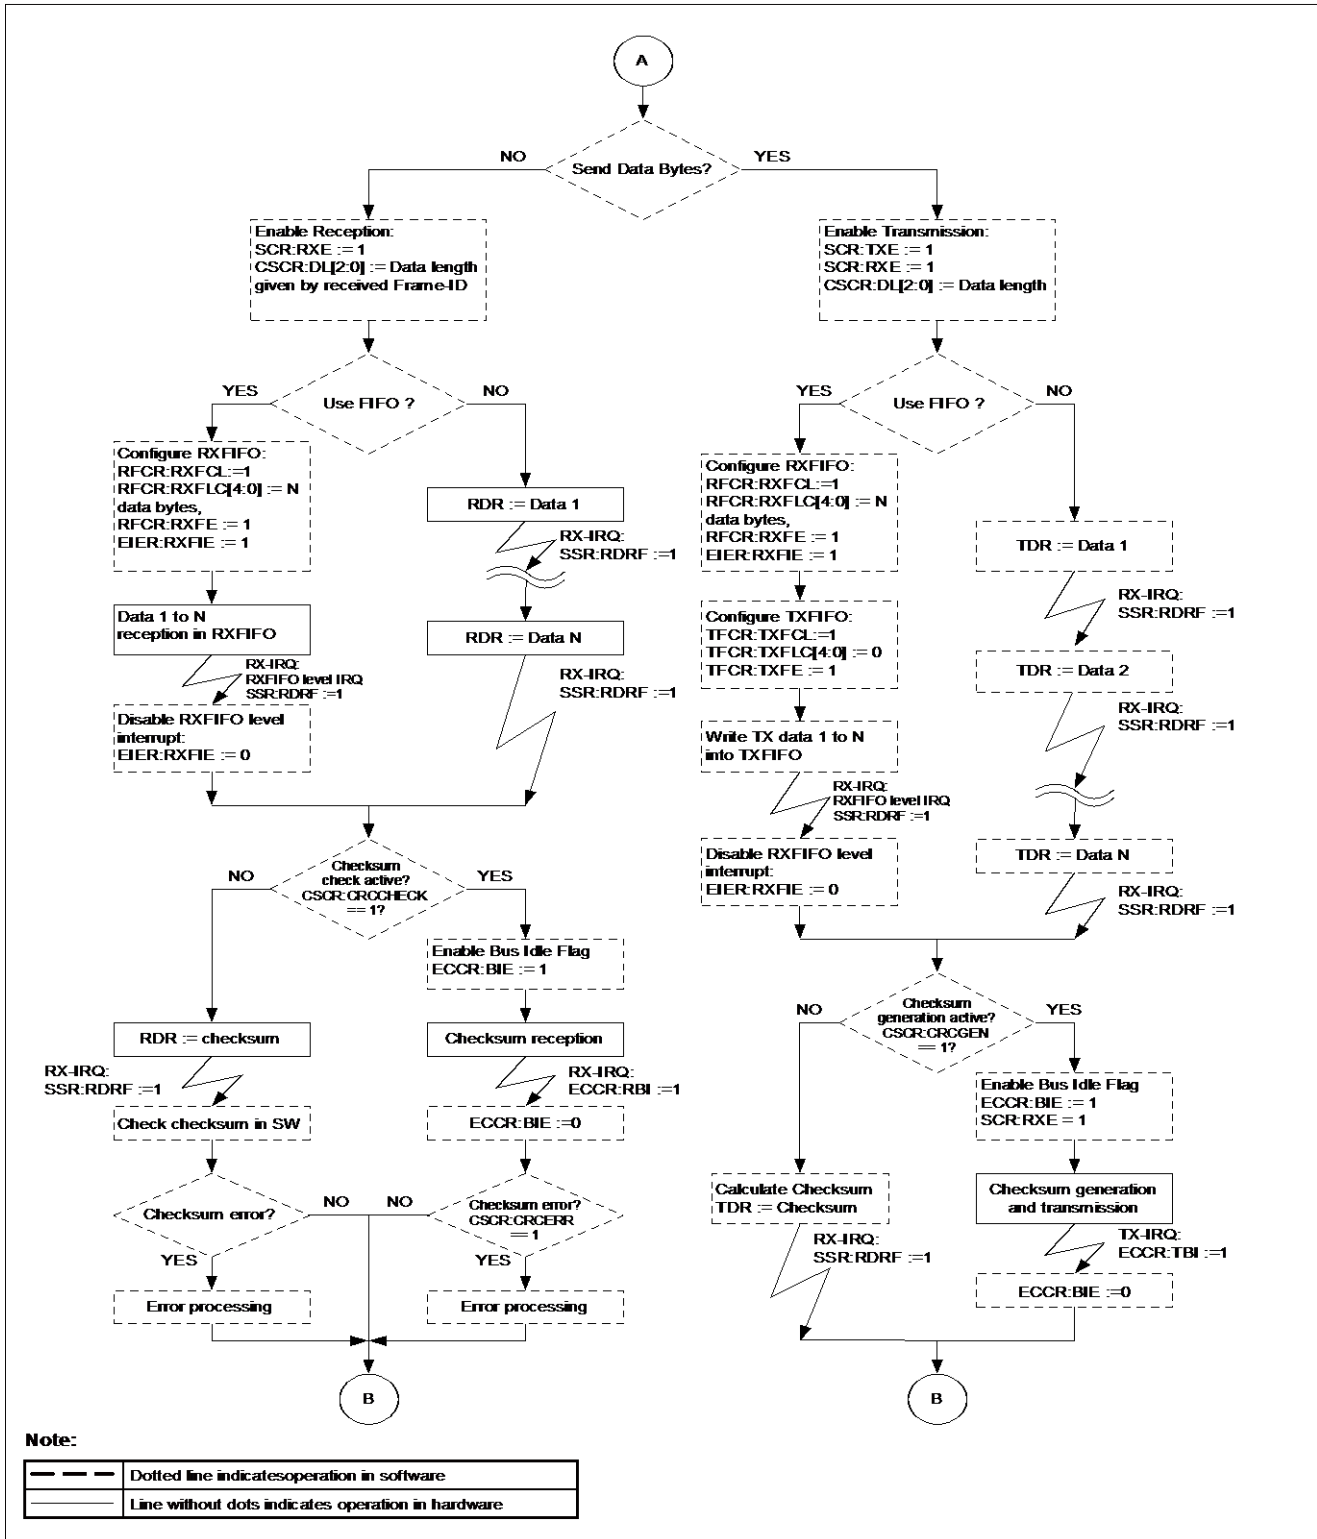 A
Send Data Bytes?
NO
YES
Enable Reception:
SCR:RXE := 1
CSCR:DL[2:0] := Data length
given by received Frame-ID
Use FIFO ?
YES
NO
Configure RXFIFO:
RFCR:RXFCL:=1
RFCR:RXFLC[4:0] := N
data bytes,
RFCR:RXFE := 1
EIER:RXFIE := 1
Data 1 to N
reception in RXFIFO
RX-IRQ:
RXFIFO level IRQ
SSR:RDRF :=1
Disable RXFIFO level
interrupt:
EIER:RXFIE := 0
RDR := Data 1
RX-IRQ:
SSR:RDRF :=1
RDR := Data N
RX-IRQ:
SSR:RDRF :=1
Checksum
check active?
CSCR:CRCCHECK
== 1?
NO
YES
RDR := checksum
RX-IRQ:
SSR:RDRF :=1
Check checksum in SW
Checksum error?
NO
YES
Error processing
Enable Bus Idle Flag
ECCR:BIE := 1
Checksum reception
RX-IRQ:
ECCR:RBI :=1
ECCR:BIE :=0
Checksum error?
CSCR:CRCERR
== 1
NO
YES
Error processing
B
Enable Transmission:
SCR:TXE := 1
SCR:RXE := 1
CSCR:DL[2:0] := Data length
Use FIFO ?
YES
NO
Configure RXFIFO:
RFCR:RXFCL:=1
RFCR:RXFLC[4:0] := N
data bytes,
RFCR:RXFE := 1
EIER:RXFIE := 1
Configure TXFIFO:
TFCR:TXFCL:=1
TFCR:TXFLC[4:0] := 0
TFCR:TXFE := 1
Write TX data 1 to N
into TXFIFO
RX-IRQ:
RXFIFO level IRQ
SSR:RDRF :=1
Disable RXFIFO level
interrupt:
EIER:RXFIE := 0
TDR := Data 1
RX-IRQ:
SSR:RDRF :=1
TDR := Data 2
RX-IRQ:
SSR:RDRF :=1
TDR := Data N
RX-IRQ:
SSR:RDRF :=1
Checksum
generation active?
CSCR:CRCGEN
== 1?
NO
YES
Calculate Checksum
TDR := Checksum
RX-IRQ:
SSR:RDRF :=1
Enable Bus Idle Flag
ECCR:BIE := 1
SCR:RXE = 1
Checksum generation
and transmission
TX-IRQ:
ECCR:TBI :=1
ECCR:BIE :=0
B
Note:
Dotted line indicatesoperation in software
Line without dots indicates operation in hardware